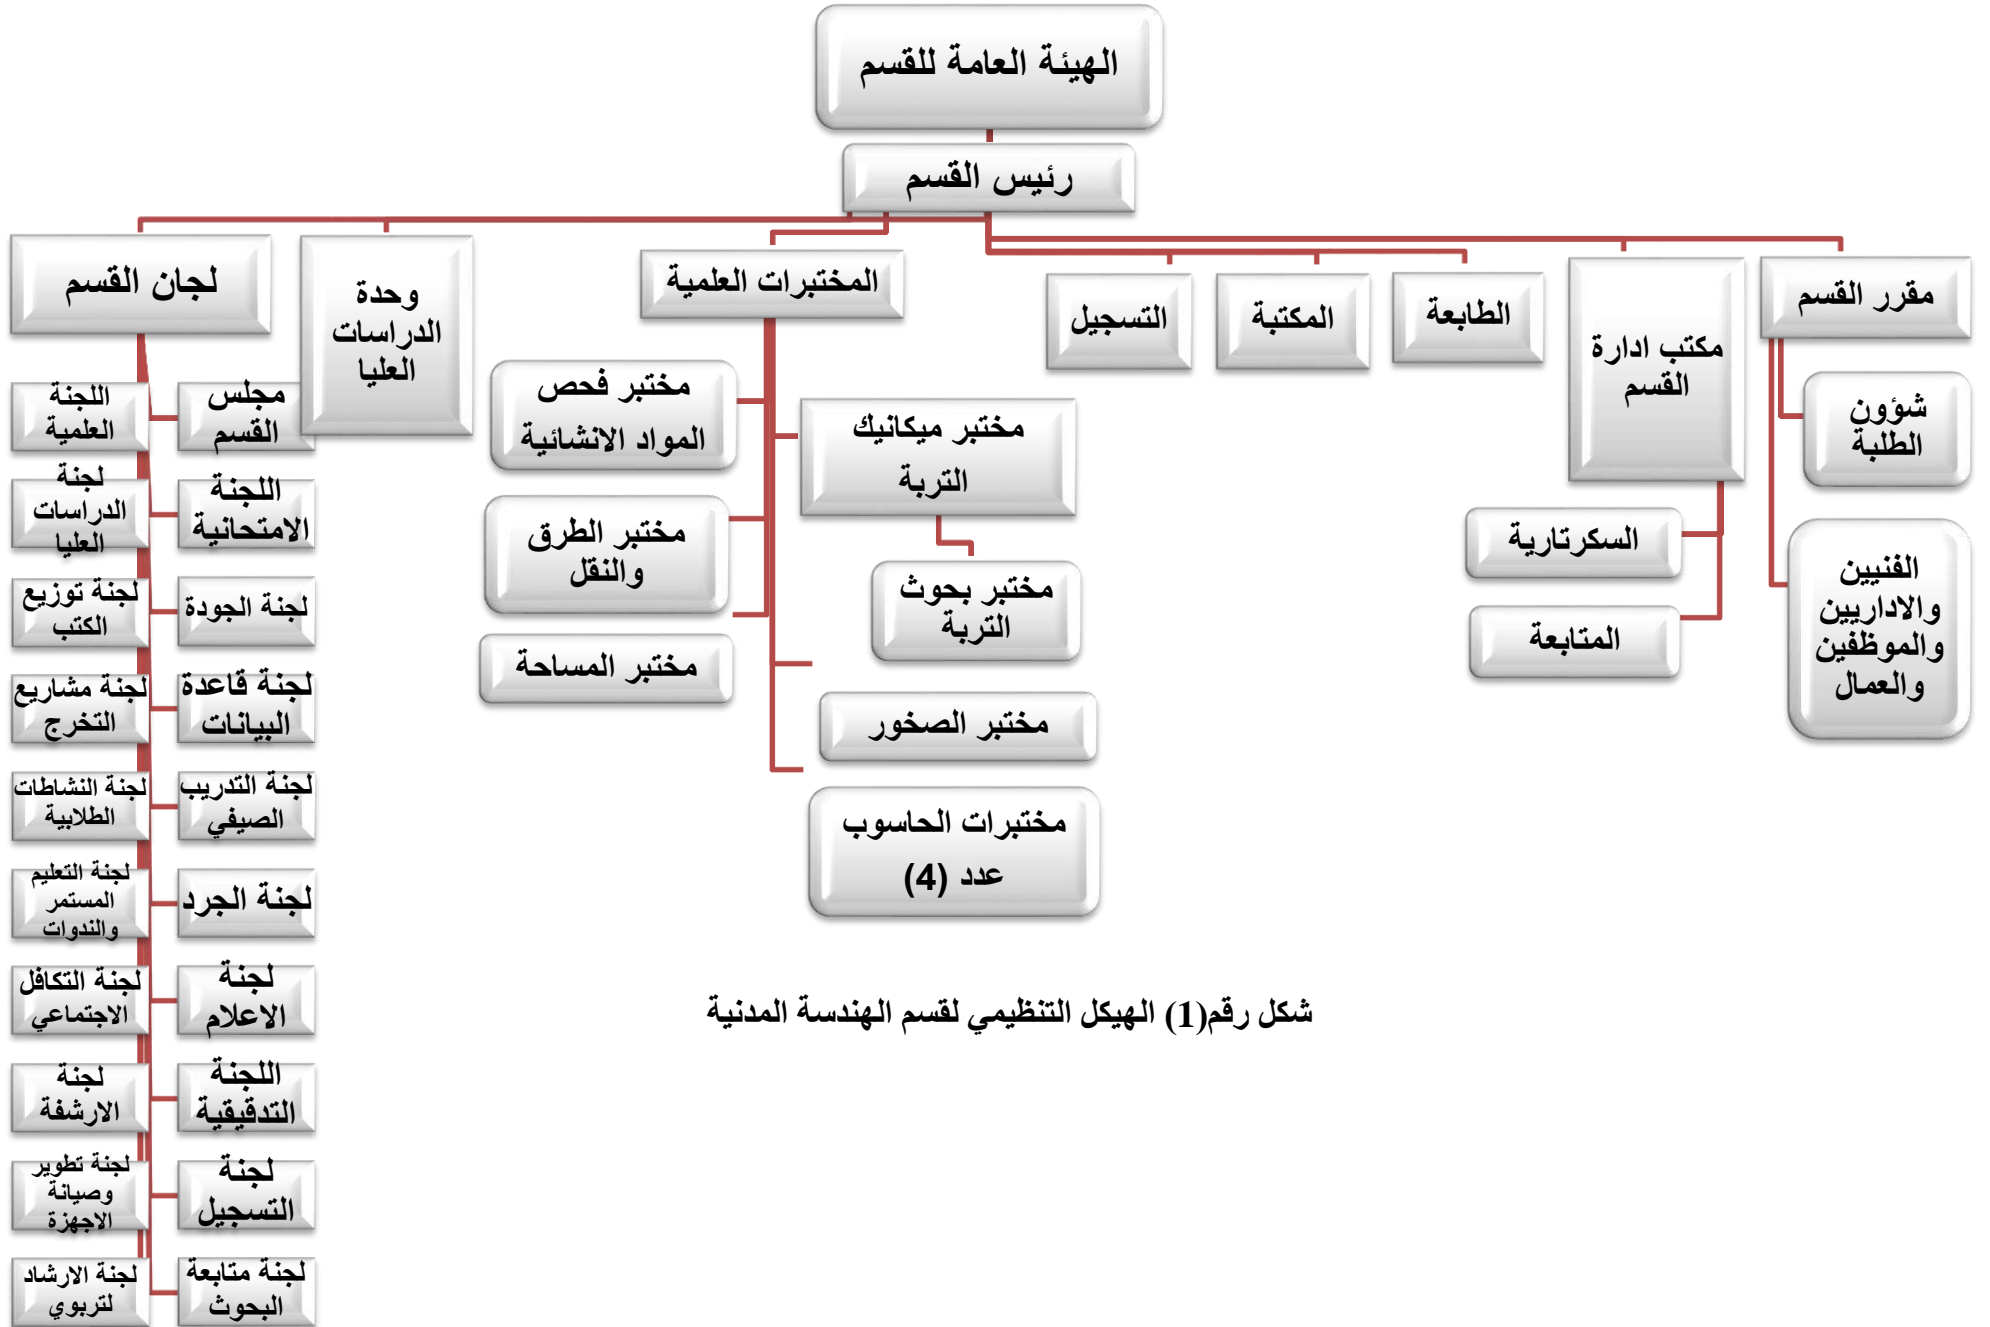 الهيئة العامة للقسم
رئيس القسم
مقرر القسم
شؤون
الطلبة
الفنيين
والاداريين
والموظفين
والعمال
مكتب ادارة
القسم
السكرتارية
المتابعة
الطابعة
المكتبة
التسجيل
المختبرات العلمية
مختبر ميكانيك
التربة
مختبر بحوث
التربة
مختبر الصخور
مختبرات الحاسوب
عدد (4)
مختبر فحص
المواد الانشائية
مختبر الطرق
والنقل
مختبر المساحة
وحدة
الدراسات
العليا
لجان القسم
مجلس
القسم
اللجنة
العلمية
اللجنة
الامتحانية
لجنة
الدراسات
العليا
لجنة الجودة
لجنة توزيع
الكتب
لجنة قاعدة
البيانات
لجنة مشاريع
التخرج
لجنة التدريب
الصيفي
لجنة النشاطات
الطلابية
لجنة الجرد
لجنة التعليم
المستمر
والندوات
لجنة
الاعلام
لجنة التكافل
الاجتماعي
اللجنة
التدقيقية
لجنة
الارشفة
لجنة
التسجيل
لجنة تطوير
وصيانة
الاجهزة
لجنة متابعة
البحوث
لجنة الارشاد
لتربوي
شكل رقم(1) الهيكل التنظيمي لقسم الهندسة المدنية